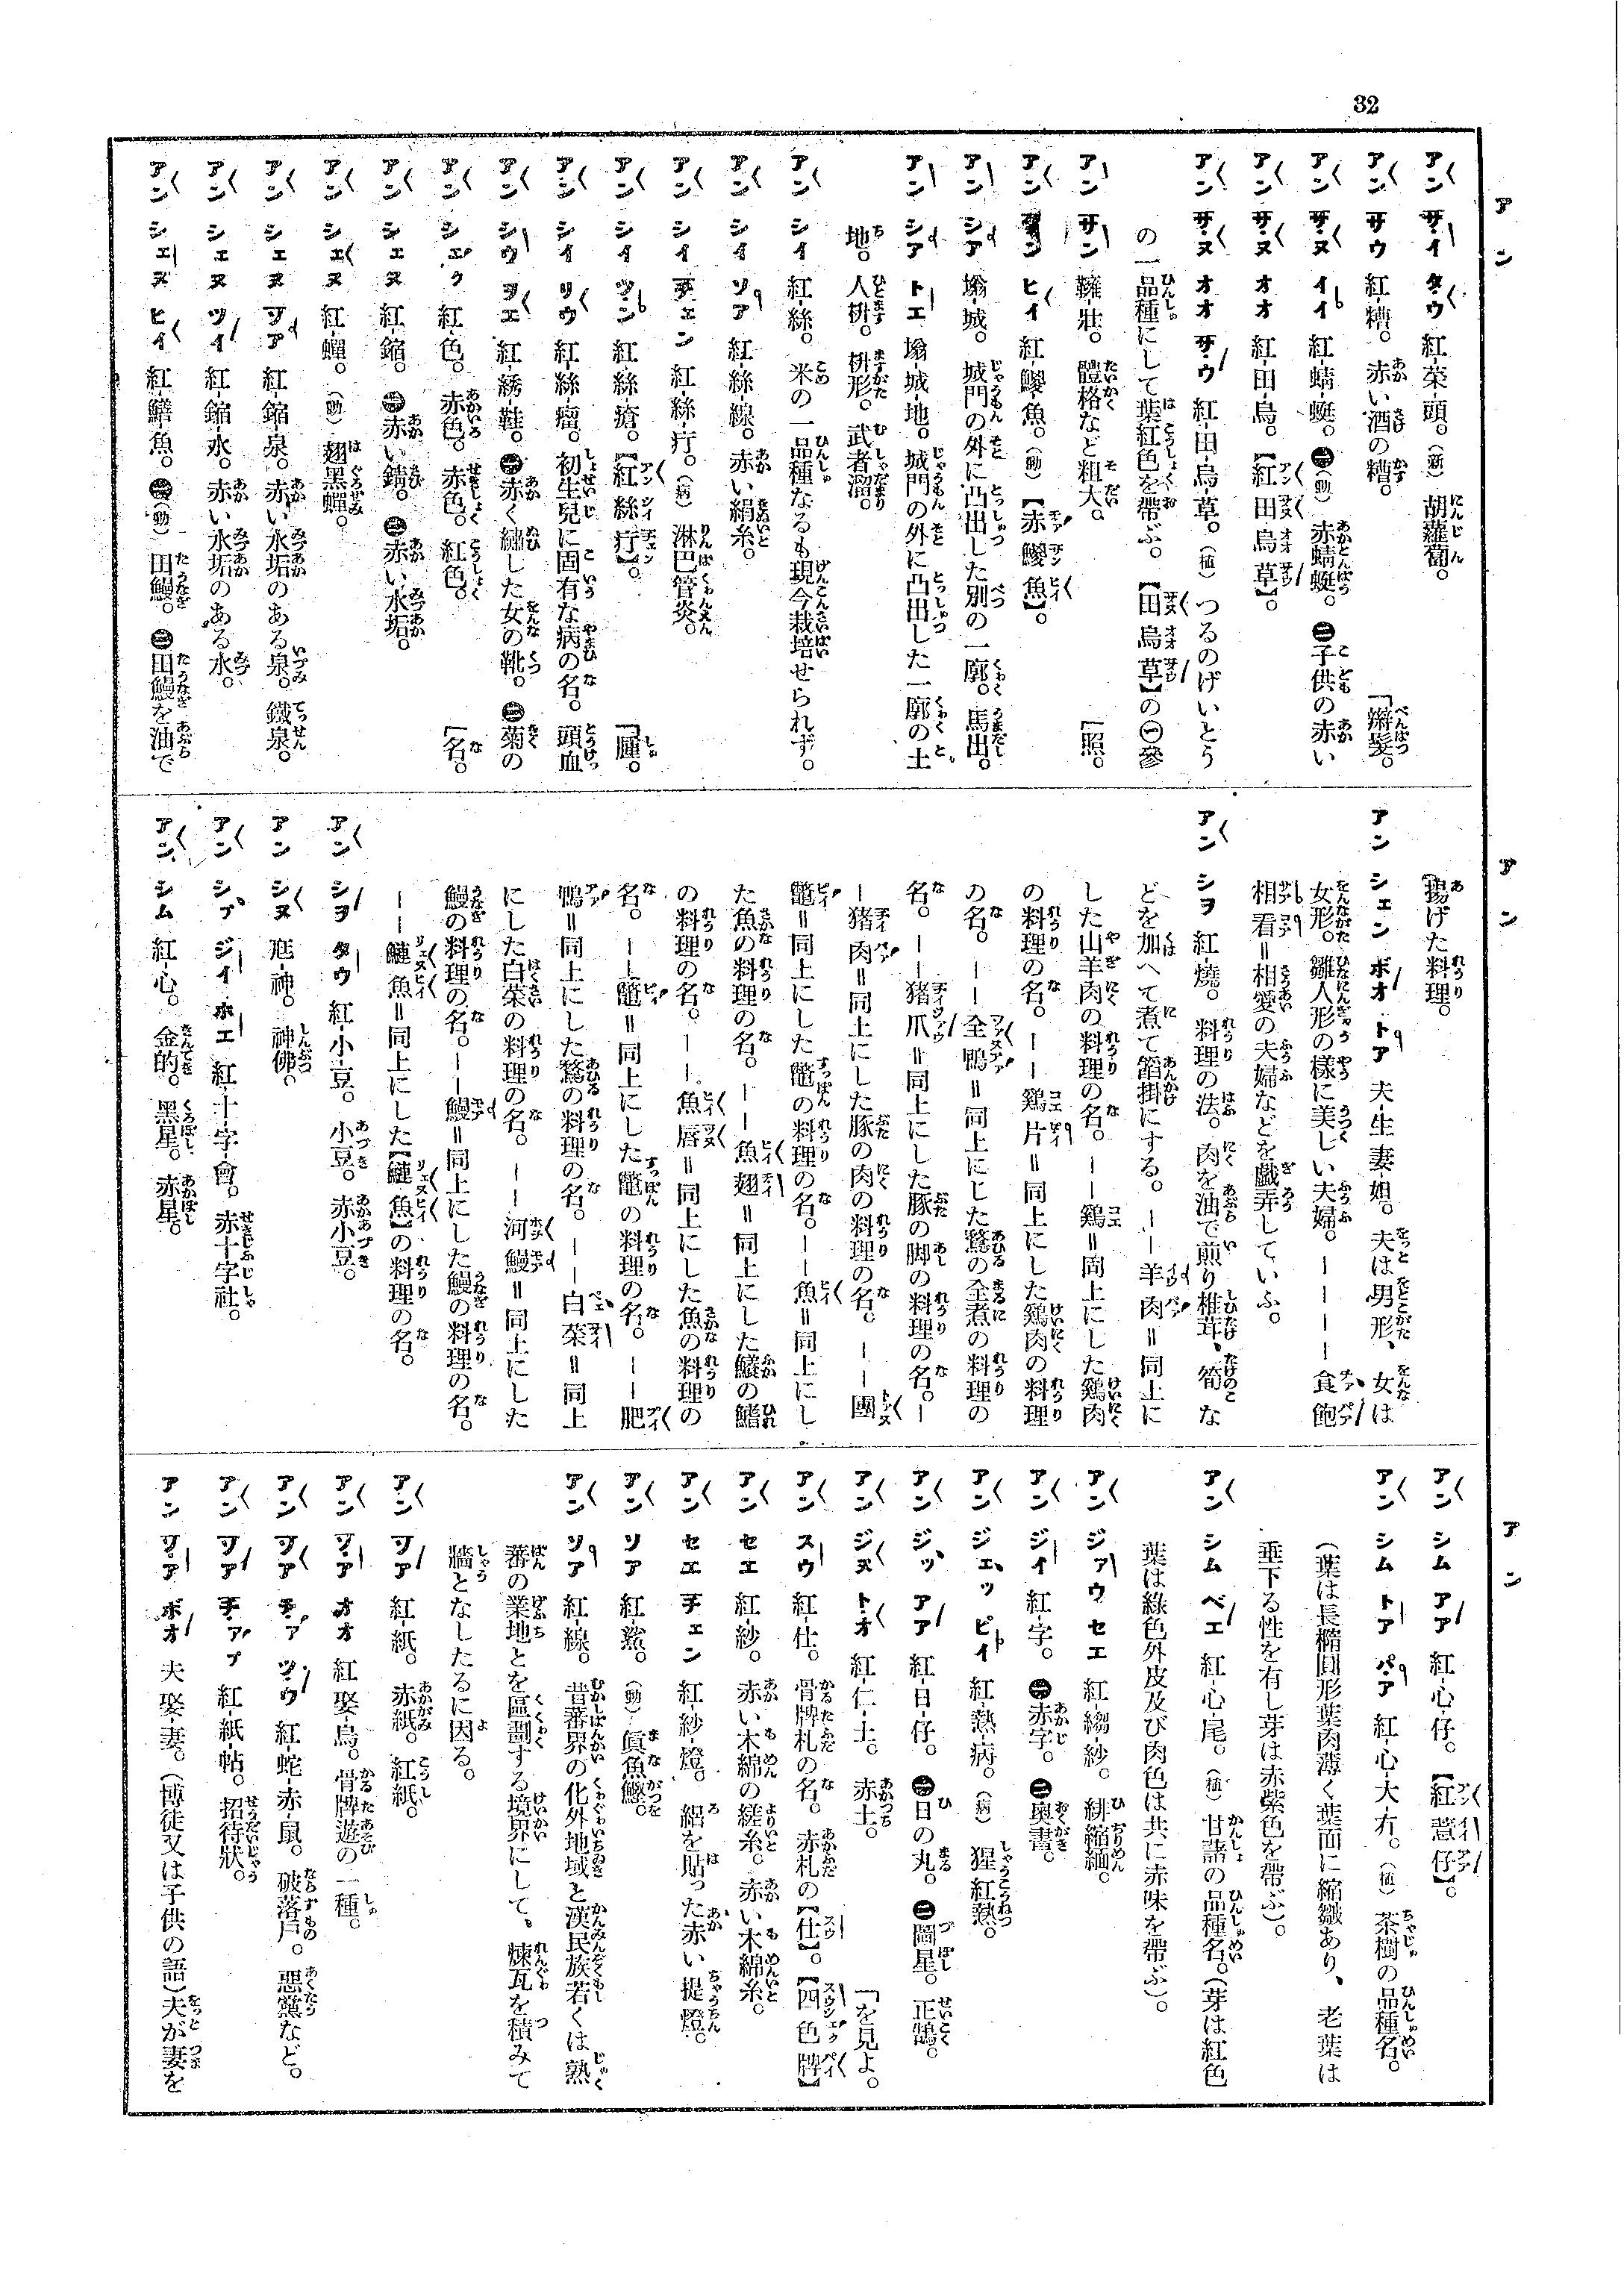 32
アン
アン サイ タウ 紅-菜-頭。(動)胡蘿蔔。
アン サウ 紅-糟。赤い酒の糟。 「辮髮。
アン サヌ イイ 紅-蜻-蜓。㊀(動)赤蜻蜓。㊁子供の赤い
アン サヌ オオ 紅-田-烏。【紅田烏草】。
アン サヌ オオ サウ 紅-田-烏-草。(植)つるのげいとう
の一品種にして葉紅色を帶ぶ。【田烏草】の㊀參
アン サン 雝-壯。體格など粗大。 「照。
アン サン ヒイ 紅-鯼-魚。(動)【赤鯼魚】。
アン シア 塕-城。城門の外に凸出した別の一廓。馬出。
アン シア トエ 塕-城-地。城門の外に凸出した一廓の土
地。人枡。枡形。武者溜。
アン シイ 紅-絲。米の一品種なるも現今栽培せられず。
アン シイ ソア 紅-絲-線。赤い絹糸。
アン シイ チェン 紅-絲-疔。(病)淋巴管炎。
アン シイ ツン 紅-絲-瘡。【紅絲疔】。 「腫。
アン シイ リウ 紅-絲-瘤。初生兒に固有な病の名。頭血
アン シウ ヲエ 紅-綉-鞋。㊀赤く繡した女の靴。㊁菊の
アン シエク 紅-色。赤色。赤色。紅色。 「名。
アン シエヌ 紅-鏥。㊀赤い錆。㊁赤い水垢。
アン シエヌ 紅-蟬。(動)翅黑蟬。
アン シエヌ ツア 紅-鏥-泉。赤い水垢のある泉。鐵泉。
アン シエヌ ツイ 紅-鏥-水。赤い水垢のある水。
アン シエヌ ヒイ 紅-鱔-魚。㊀(動)田鰻。㊁田鰻を油で
アン
揚げた料理。
アン シェン ボオ トア 夫-生 妻-妲。夫は男形、女は
女形。雛人形の樣に美しい夫婦。----食飽
相看=相愛の夫婦などを戲弄していふ。
アン シヲ 紅-燒。料理の法。肉を油で煎り椎茸、筍な
どを加へて煮て餡掛にする。--羊肉=同上に
した山羊肉の料理の名。--鷄=同上にした鷄肉
の料理の名。--鷄片=同上にした鷄肉の料理
の名。--全鴨=同上にした鶩の全煮の料理の
名。--猪爪=同上にした豚の脚の料理の名。-
-猪肉=同上にした豚の肉の料理の名。--團
鼈=同上にした鼈の料理の名。--魚=同上にし
た魚の料理の名。--魚翅=同上にした鱶の鰭
の料理の名。--魚唇=同上にした魚の料理の
名。--鼈=同上にした鼈の料理の名。--肥
鴨=同上にした鶩の料理の名。--白菜=同上
にした白菜の料理の名。--河鰻=同上にした
鰻の料理の名。--鰻=同上にした鰻の料理の名。
--鰱魚=同上にした【鰱魚】の料理の名。
アン シヲ タウ 紅-小-豆。小豆。赤小豆。
アン シヌ 尫-神。神佛。
アン シプ ジイ ホエ 紅-十-字-會。赤十字社。
アン シム 紅-心。金的。黑星。赤星。
アン
アン シム アア 紅-心-仔。【紅薏仔】。
アン シム トア パア 紅-心-大-冇。(植)茶樹の品種名。
(葉は長橢圓形葉肉薄く葉面に縮皺あり、老葉は
垂下る性を有し芽は赤紫色を帶ぶ)。
アン シム ベエ 紅-心-尾。(植)甘藷の品種名。(芽は紅色
葉は綠色外皮及び肉色は共に赤味を帶ぶ)。
アン ジアウ セエ 紅-縐-紗。緋縮緬。
アン ジイ 紅-字。㊀赤字。㊁奧書。
アン ジエッ ピイ 紅-熱-病。(病)猩紅熱。
アン ジッ アア 紅-日-仔。㊀日の丸。㊁圖星。正鵠。
アン ジヌ トオ 紅-仁-土。赤土。 「を見よ。
アン スウ 紅-仕。骨牌札の名。赤札の【仕】。【四色牌】
アン セエ 紅-紗。赤い木綿の縒糸。赤い木綿糸。
アン セエ チェン 紅-紗-燈。絽を貼った赤い提燈。
アン ソア 紅-鯊。(動)眞魚鰹。
アン ソア 紅-線。昔蕃界の化外地域と漢民族若くは熟
蕃の業地とを區劃する境界にして、煉瓦を積みて
牆となしたるに因る。
アン ツア 紅-紙。赤紙。紅紙。
アン ツア オオ 紅 娶-烏。骨牌遊の一種。
アン ツア チァ ツウ 紅-蛇-赤-鼠。破落戸。惡黨など。
アン ツア チアプ 紅-紙-帖。招待狀。
アン ツア ボオ 夫 娶-妻。(博徒又は子供の語)夫が妻を